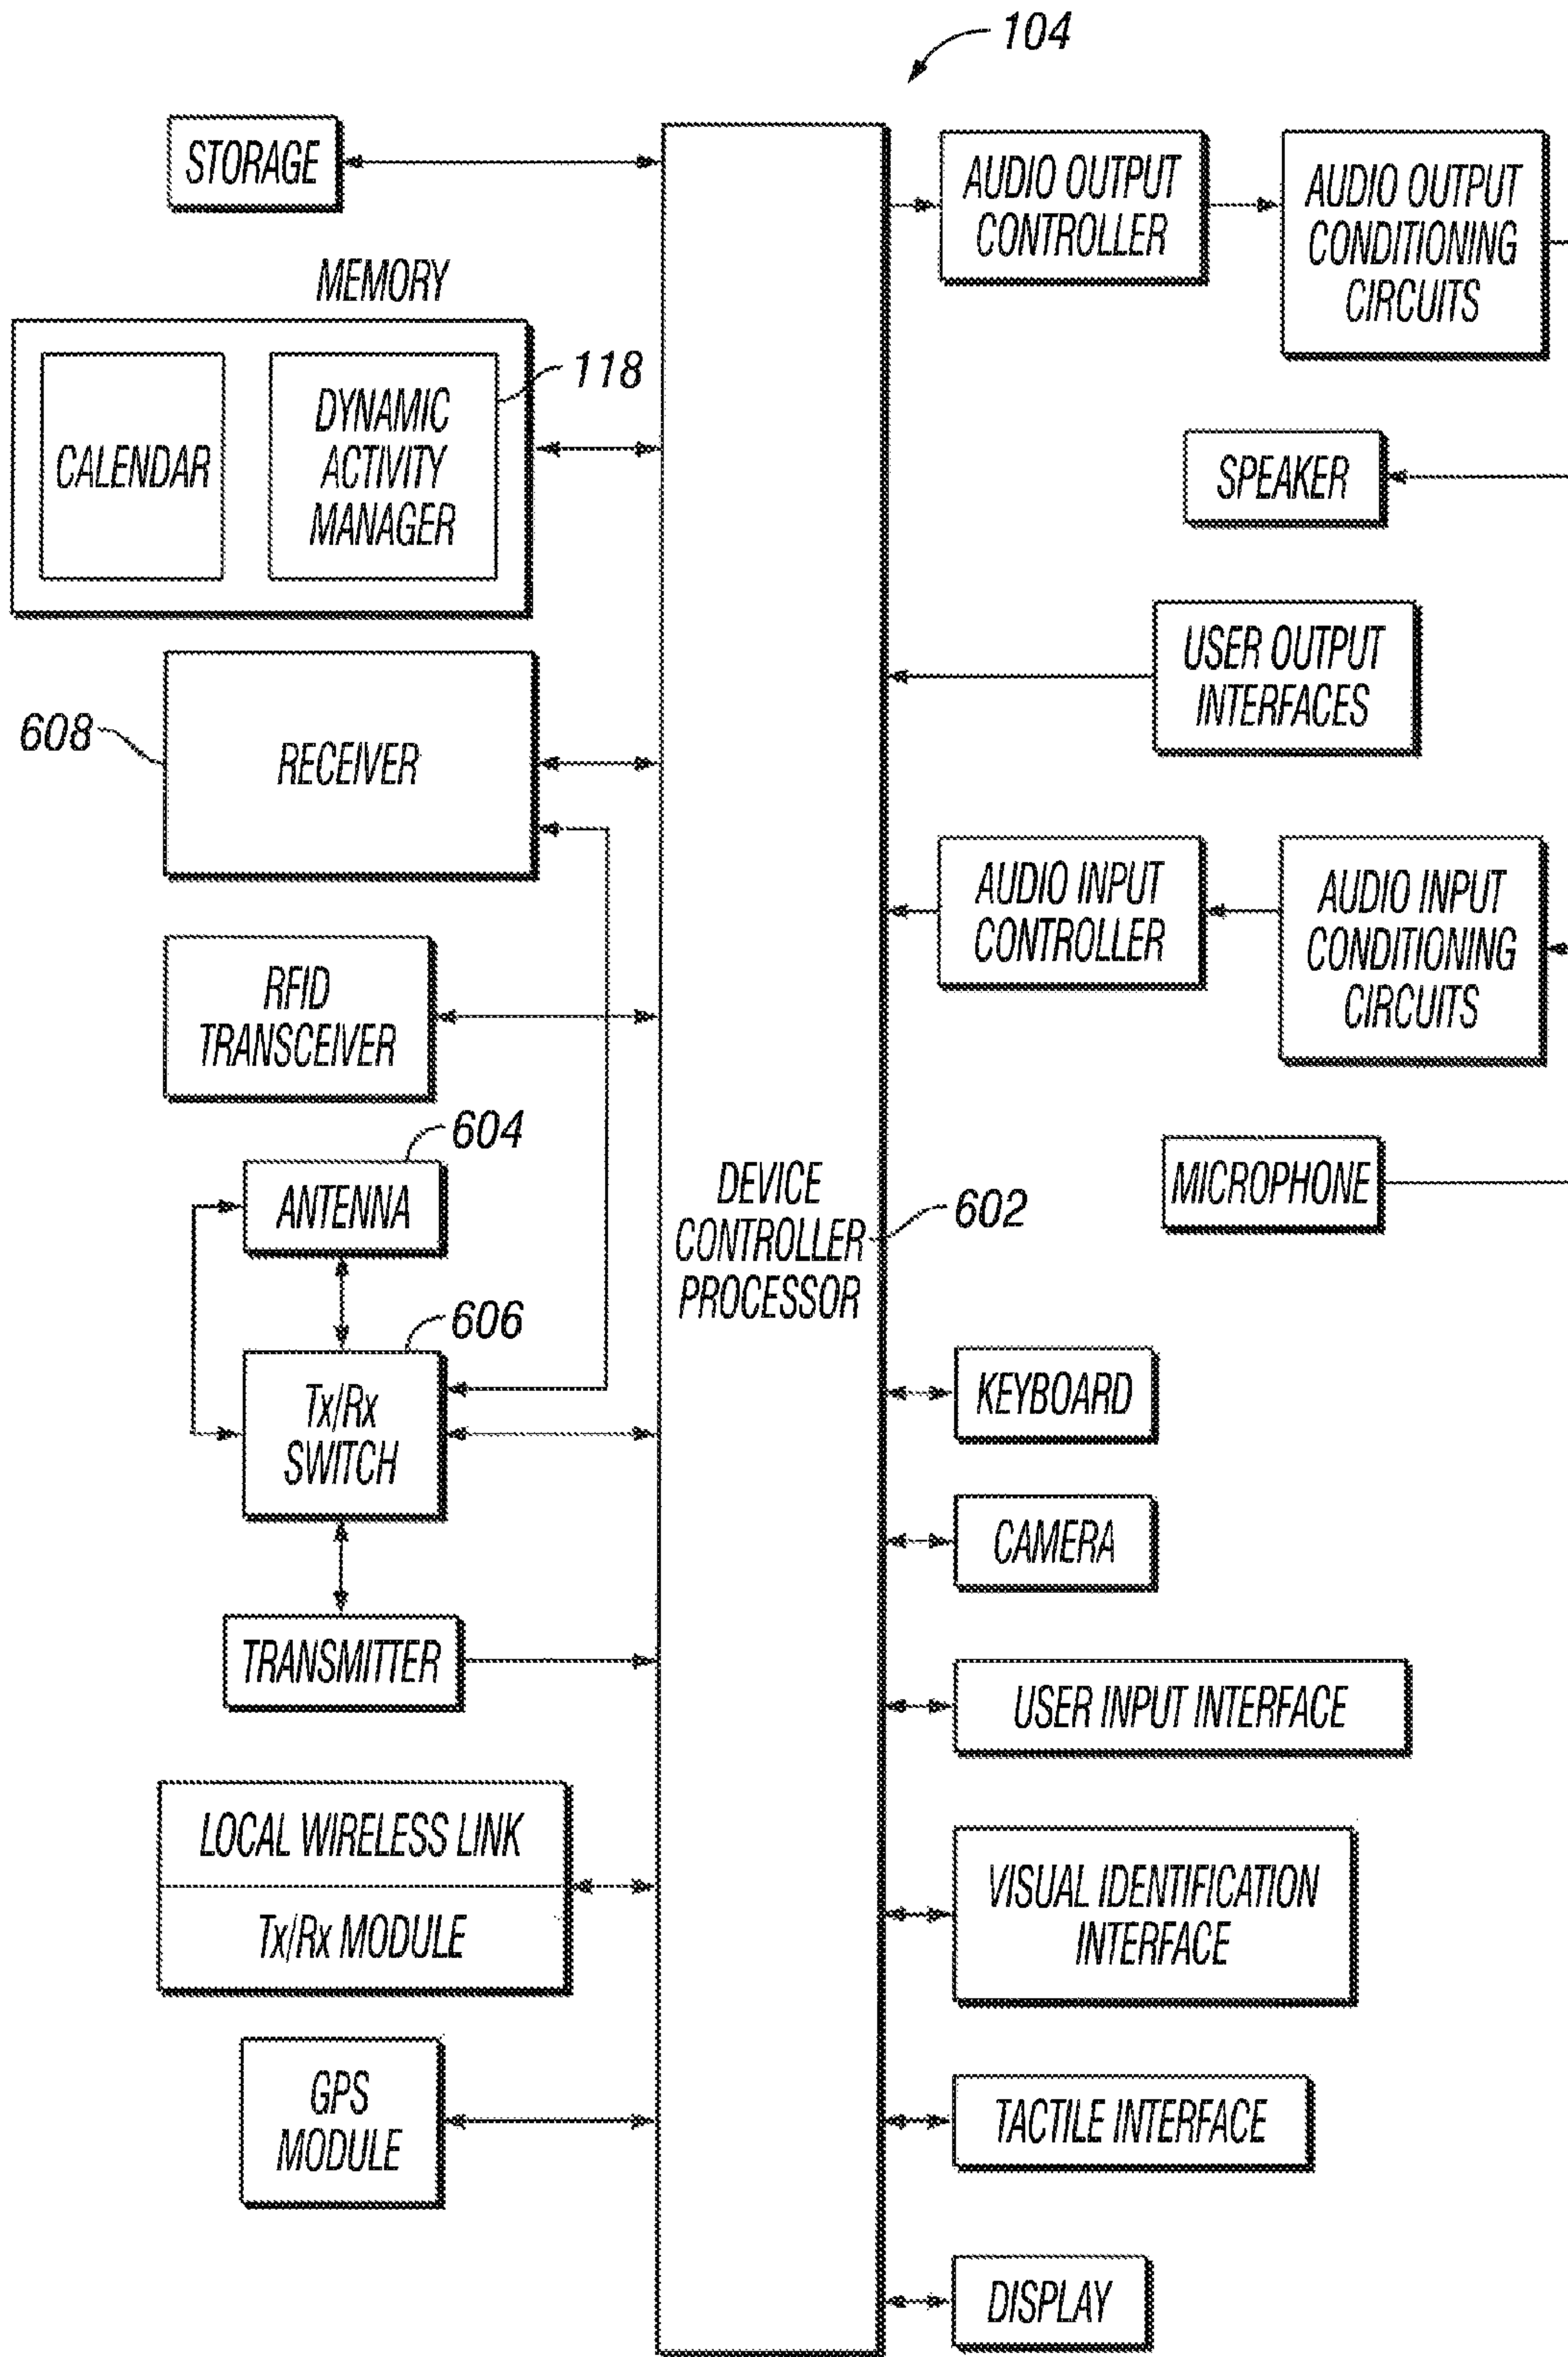 104
STORAGE
AUDIO OUTPUT
CONTROLLER
AUDIO OUTPUT
CONDITIONING
CIRCUITS
MEMORY
CALENDAR
DYNAMIC
ACTIVITY
MANAGER
118
SPEAKER
USER OUTPUT
INTERFACES
608
RECEIVER
AUDIO INPUT
CONTROLLER
AUDIO INPUT
CONDITIONING
CIRCUITS
RFID
TRANSCEIVER
604
ANTENNA
DEVICE
CONTROLLER
PROCESSOR
602
MICROPHONE
606
Tx/Rx
SWITCH
KEYBOARD
CAMERA
TRANSMITTER
USER INPUT INTERFACE
LOCAL WIRELESS LINK
Tx/Rx MODULE
VISUAL IDENTIFICATION
INTERFACE
GPS
MODULE
TACTILE INTERFACE
DISPLAY